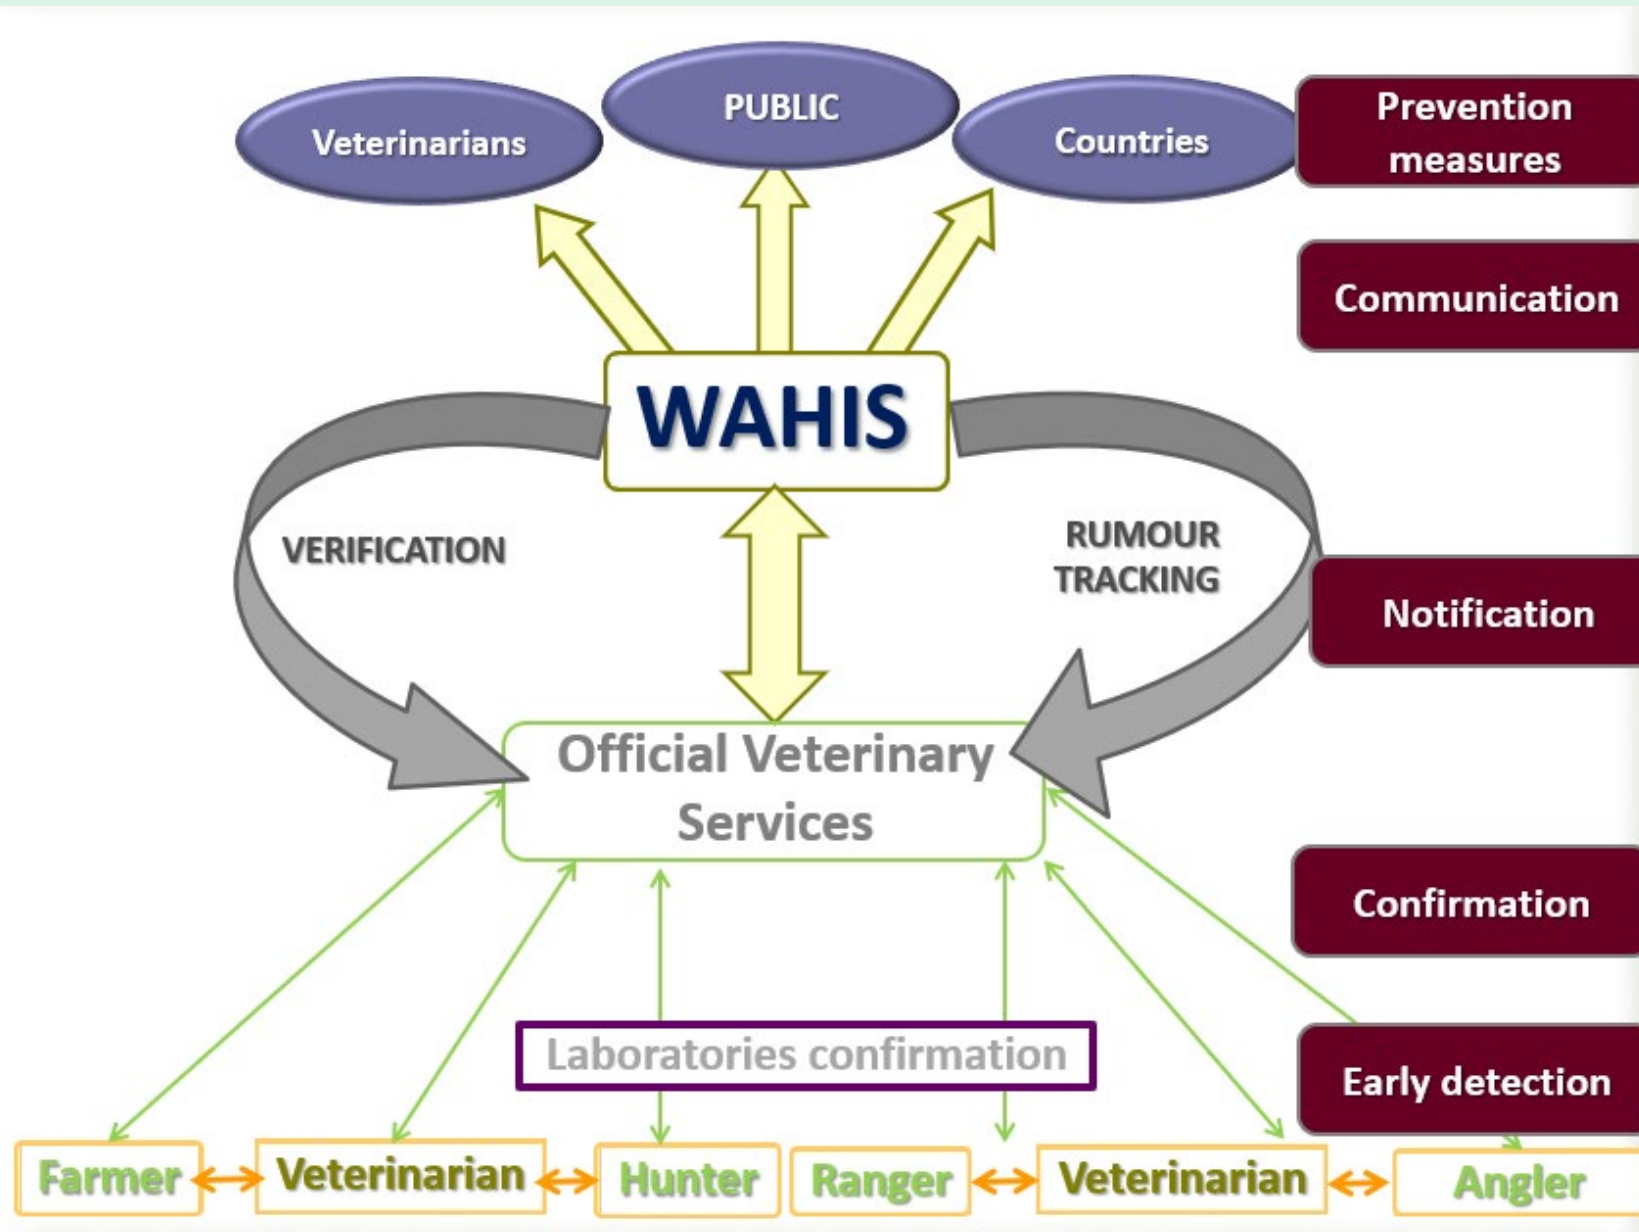 PUBLIC
Veterinarians
Countries
Prevention
measures
Communication
WAHIS
VERIFICATION
RUMOUR
TRACKING
Notification
Official Veterinary
Services
Confirmation
Laboratories confirmation
Early detection
Farmer
Veterinarian
Hunter
Ranger
Veterinarian
Angler